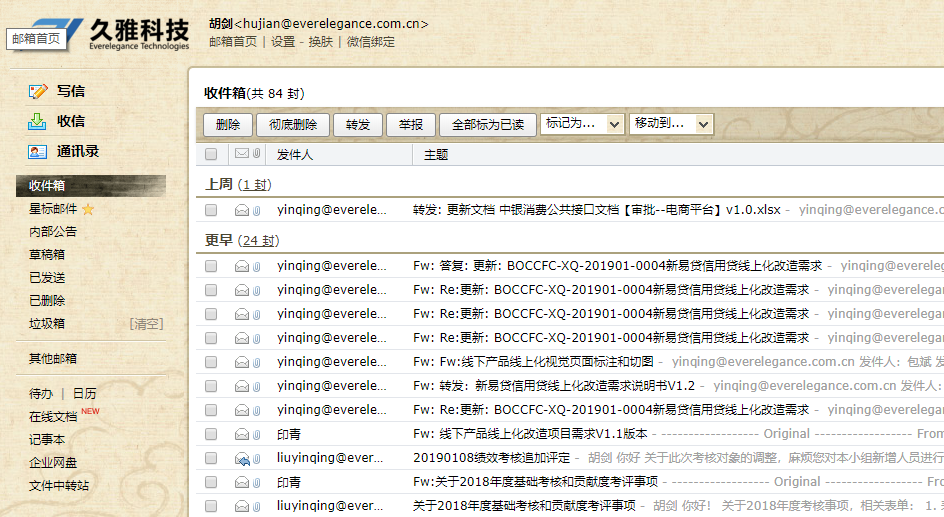 久雅科技
Everelegance Technologies
邮箱首页
胡剑<hujian@everelegance.com.cn>
邮箱首页 | 设置 - 换肤 | 微信绑定
写信
收信
通讯录
收件箱
星标邮件
内部公告
草稿箱
已发送
已删除
垃圾箱 [清空]
其他邮箱
待办 | 日历
在线文档 NEW
记事本
企业网盘
文件中转站
收件箱(共 84 封)
删除 彻底删除 转发 举报 全部标为已读 标记为... 移动到...
发件人 主题
上周 (1 封)
yinqing@everele... 转发: 更新文档 中银消费公共接口文档【审批--电商平台】v1.0.xlsx - yinqing@everelegance.c
更早 (24 封)
yinqing@everele... Fw: 答复: 更新: BOCCFC-XQ-201901-0004新易贷信用贷线上化改造需求 - yinqing@everelega
yinqing@everele... Fw: Re:更新: BOCCFC-XQ-201901-0004新易贷信用贷线上化改造需求 - yinqing@everelegan
yinqing@everele... Fw: Re:更新: BOCCFC-XQ-201901-0004新易贷信用贷线上化改造需求 - yinqing@everelegan
yinqing@everele... Fw: Re:更新: BOCCFC-XQ-201901-0004新易贷信用贷线上化改造需求 - yinqing@everelegan
yinqing@everele... Fw: Fw:线下产品线上化视觉页面标注和切图 - yinqing@everelegance.com.cn 发件人：包斌 发
yinqing@everele... Fw: 转发：新易贷信用贷线上化改造需求说明书V1.2 - yinqing@everelegance.com.cn 发件人:
yinqing@everele... Fw: Re:更新: BOCCFC-XQ-201901-0004新易贷信用贷线上化改造需求 - yinqing@everelegan
印青 Fw: 线下产品线上化改造项目需求V1.1版本 - ------------------ Original ------------------ From
liuyinqing@ever... 20190108绩效考核追加评定 - 胡剑 你好 关于此次考核对象的调整，麻烦您对本小组新增人员进行
印青 Fw:关于2018年度基础考核和贡献度考评事项 - ------------------ Original ------------------ Fro
liuyinqing@ever... 关于2018年度基础考核和贡献度考评事项 - 胡剑 你好！ 关于2018年度考核事项，相关表单： 1.